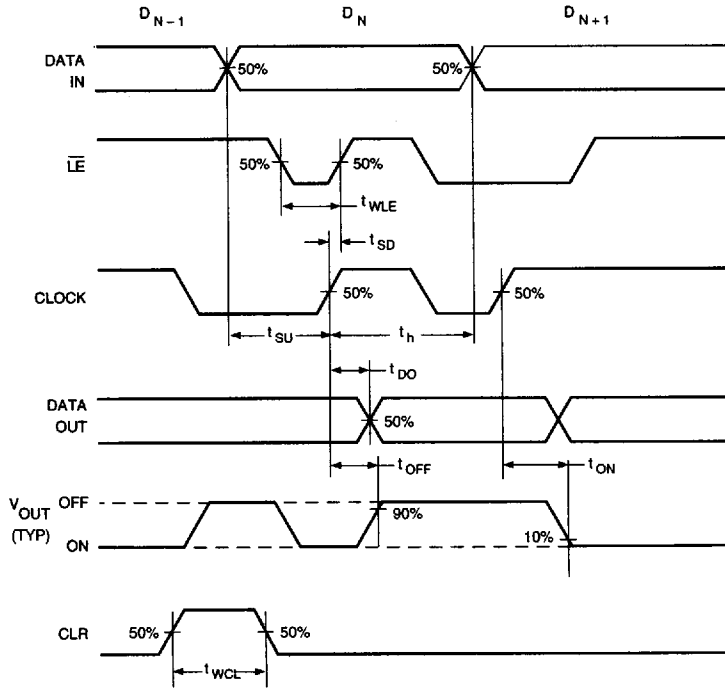 D N–1 D N D N+1
DATA IN
50% 50%
LE
50% 50%
t WLE
t SD
CLOCK
50% 50%
t SU t h
t DO
DATA OUT
50%
t OFF t ON
V OUT (TYP)
OFF
90%
10%
ON
CLR
50% 50%
t WCL